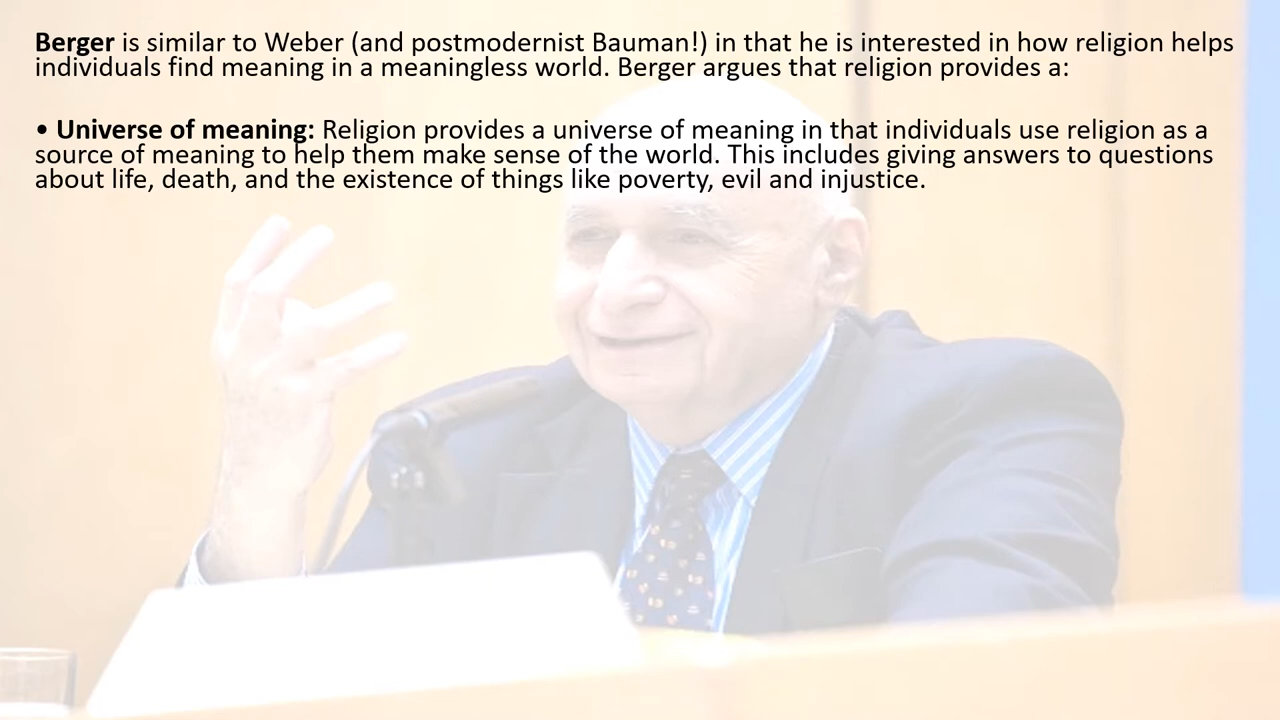 Berger is similar to Weber (and postmodernist Bauman!) in that he is interested in how religion helps
individuals find meaning in a meaningless world. Berger argues that religion provides a:
• Universe of meaning: Religion provides a universe of meaning in that individuals use religion as a
source of meaning to help them make sense of the world. This includes giving answers to questions
about life, death, and the existence of things like poverty, evil and injustice.